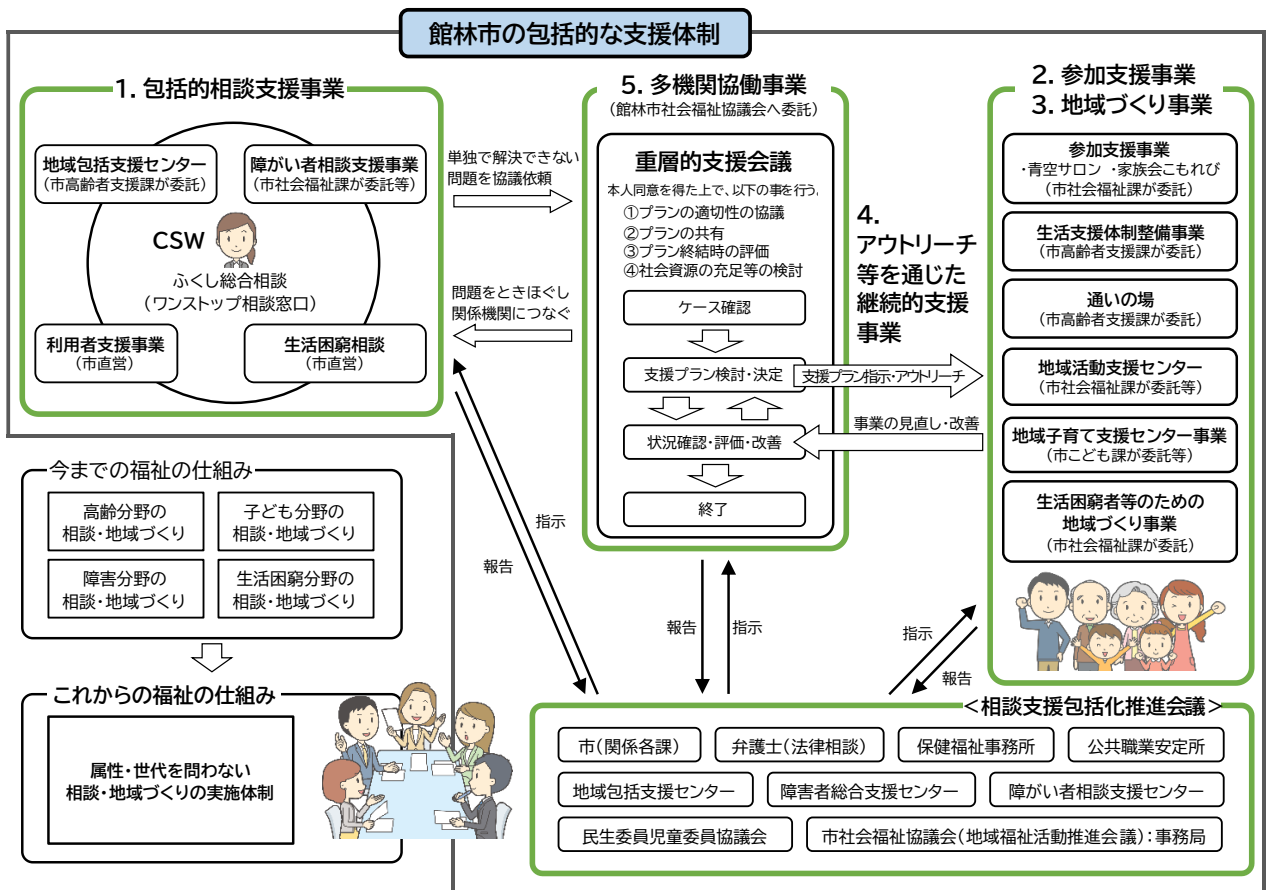 館林市の包括的な支援体制
1. 包括的相談支援事業
地域包括支援センター
(市高齢者支援課が委託)
障がい者相談支援事業
(市社会福祉課が委託等)
CSW
ふくし総合相談
(ワンストップ相談窓口)
利用者支援事業
(市直営)
生活困窮相談
(市直営)
単独で解決できない
問題を協議依頼
問題をときほぐし
関係機関につなぐ
5. 多機関協働事業
(館林市社会福祉協議会へ委託)
重層的支援会議
本人同意を得た上で、以下の事を行う。
①プランの適切性の協議
②プランの共有
③プラン終結時の評価
④社会資源の充足等の検討
ケース確認
支援プラン検討・決定
状況確認・評価・改善
終了
4.
アウトリーチ
等を通じた
継続的支援
事業
支援プラン指示・アウトリーチ
事業の見直し・改善
2. 参加支援事業
3. 地域づくり事業
参加支援事業
・青空サロン ・家族会こもれび
(市社会福祉課が委託)
生活支援体制整備事業
(市高齢者支援課が委託)
通いの場
(市高齢者支援課が委託)
地域活動支援センター
(市社会福祉課が委託等)
地域子育て支援センター事業
(市こども課が委託等)
生活困窮者等のための
地域づくり事業
(市社会福祉課が委託)
今までの福祉の仕組み
高齢分野の
相談・地域づくり
子ども分野の
相談・地域づくり
障害分野の
相談・地域づくり
生活困窮分野の
相談・地域づくり
これからの福祉の仕組み
属性・世代を問わない
相談・地域づくりの実施体制
指示
報告
報告
指示
指示
報告
<相談支援包括化推進会議>
市(関係各課)
弁護士(法律相談)
保健福祉事務所
公共職業安定所
地域包括支援センター
障害者総合支援センター
障がい者相談支援センター
民生委員児童委員協議会
市社会福祉協議会(地域福祉活動推進会議):事務局